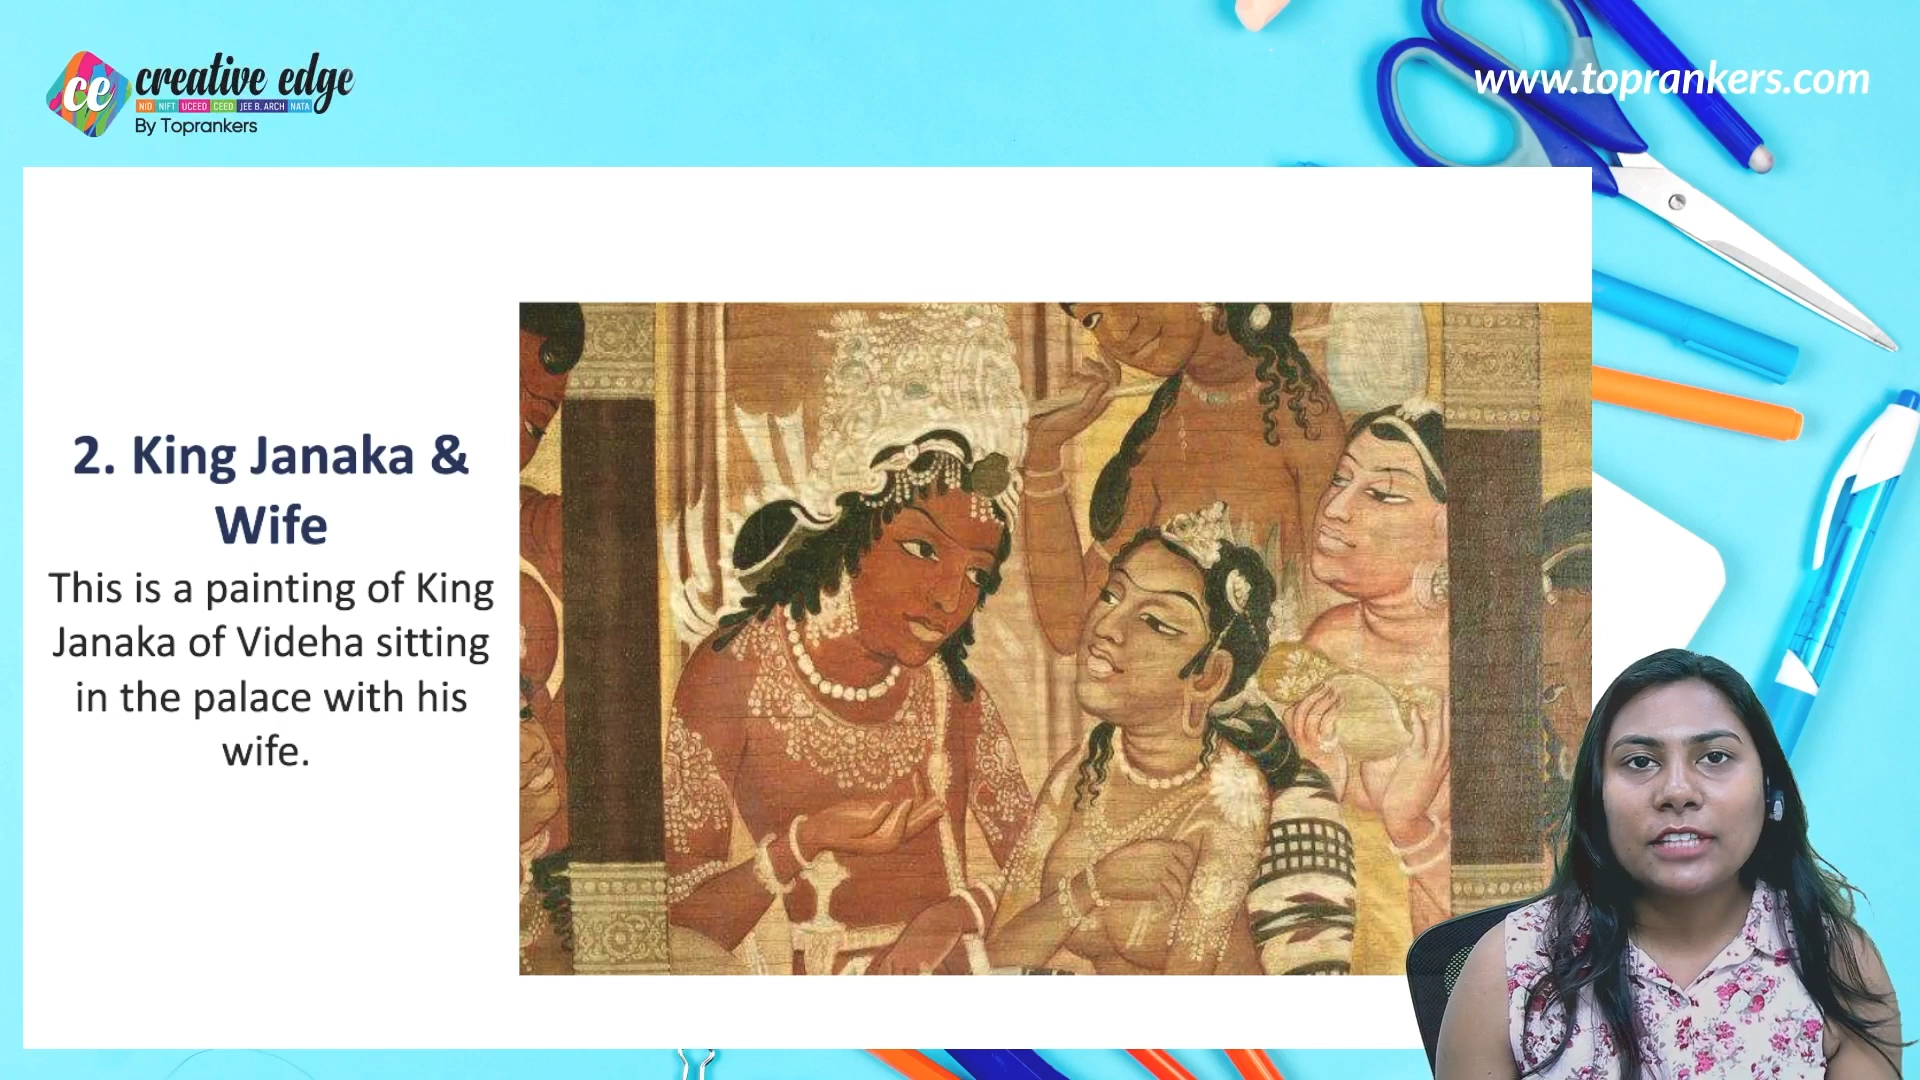 ce creative edge
NID NIFT UCEED CEED JEE B. ARCH NATA
By Toprankers
www.toprankers.com
2. King Janaka &
Wife
This is a painting of King
Janaka of Videha sitting
in the palace with his
wife.